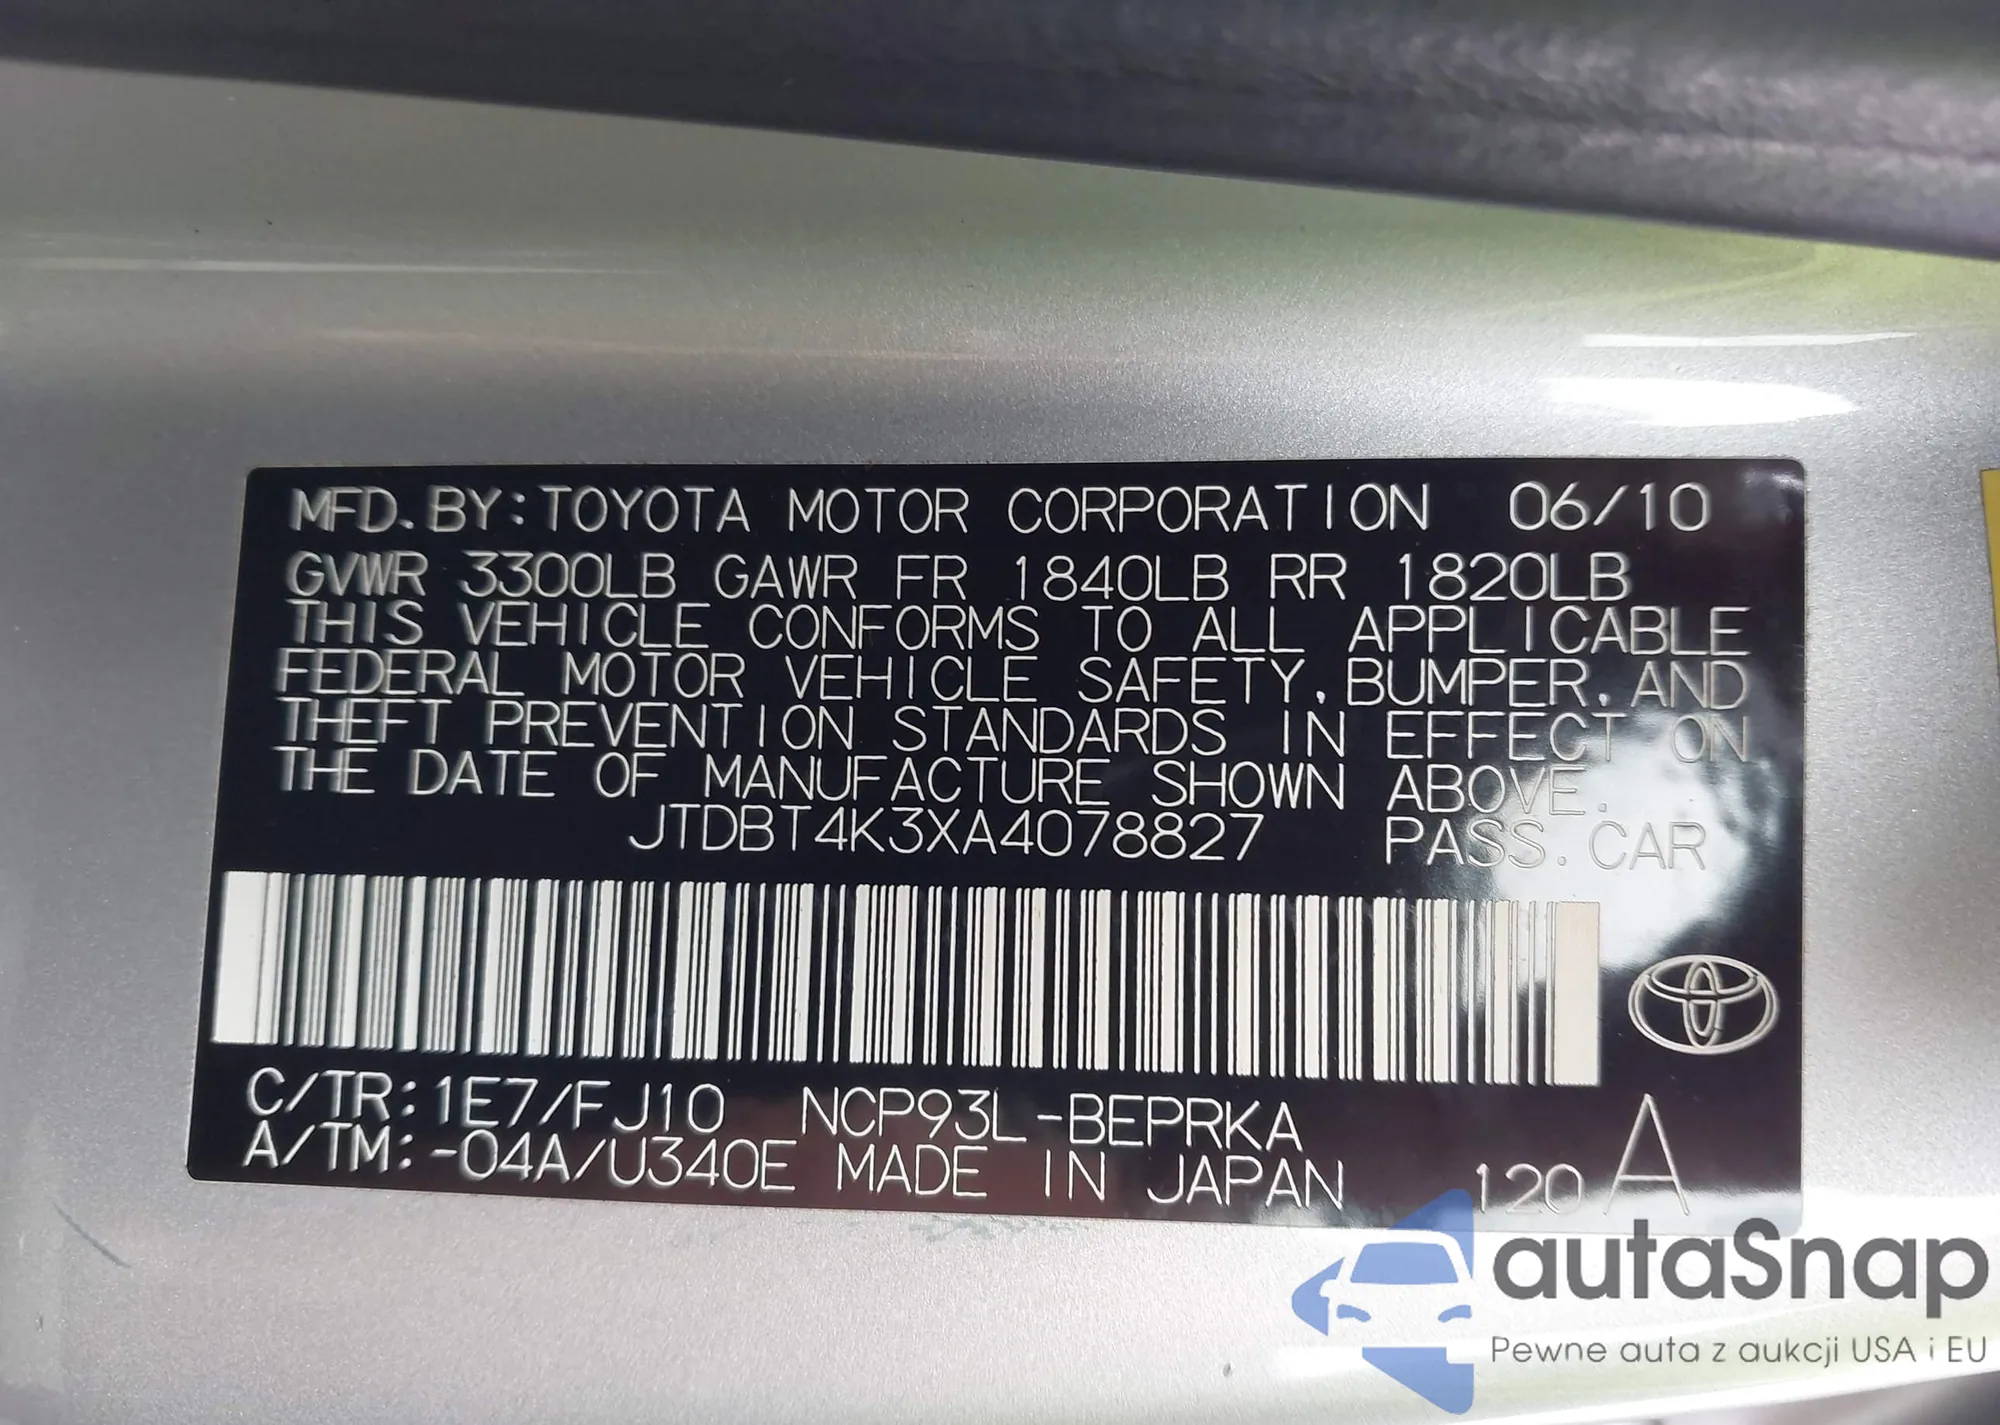 MFD. BY: TOYOTA MOTOR CORPORATION 06/10
GVWR 3300LB GAWR FR 1840LB RR 1820LB
THIS VEHICLE CONFORMS TO ALL APPLICABLE
FEDERAL MOTOR VEHICLE SAFETY, BUMPER, AND
THEFT PREVENTION STANDARDS IN EFFECT ON
THE DATE OF MANUFACTURE SHOWN ABOVE.
JTDBT4K3XA4078827 PASS. CAR
C/TR: 1E7/FJ10 NCP93L-BEPRKA
A/TM: -04A/U340E MADE IN JAPAN 120 A
autaSnap
Pewne auta z aukcji USA i EU